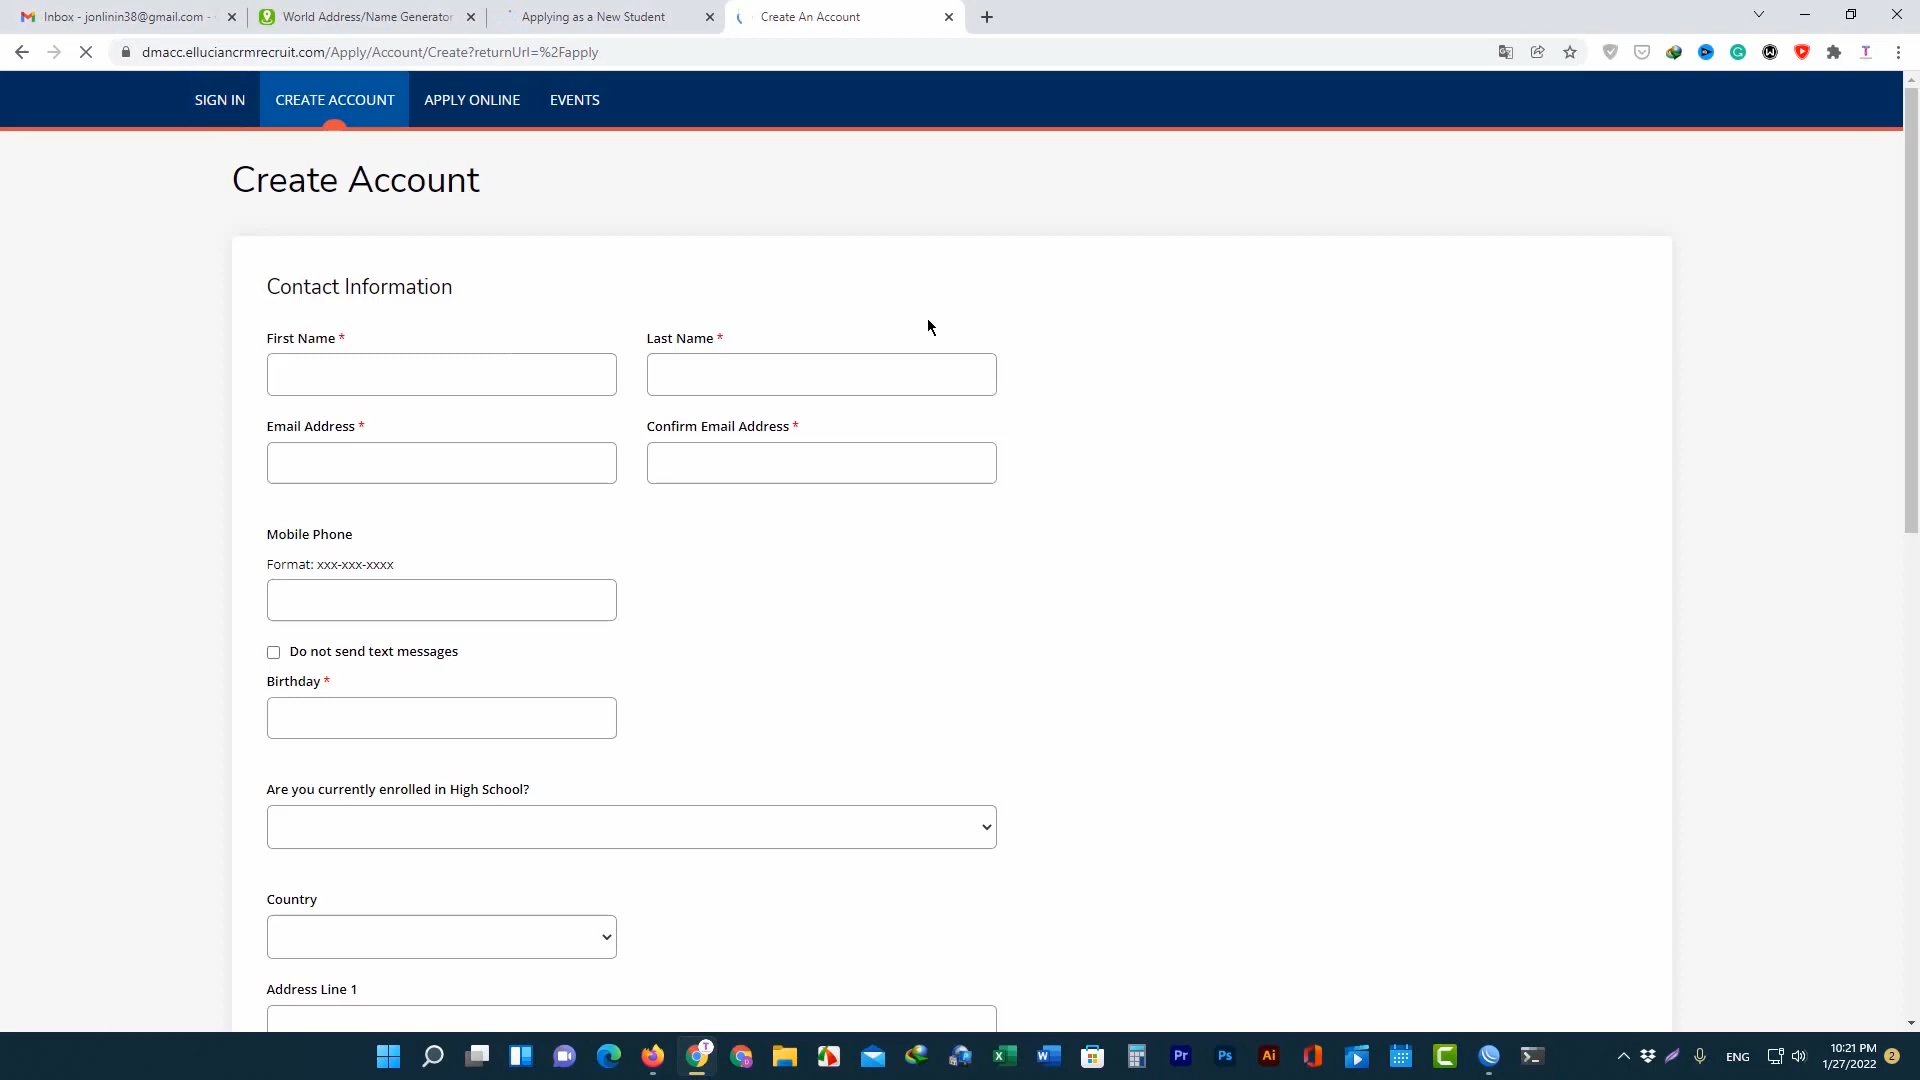 Inbox - jonlinin38@gmail.com -
World Address/Name Generator
Applying as a New Student
Create An Account
dmacc.elluciancrmrecruit.com/Apply/Account/Create?returnUrl=%2Fapply
SIGN IN
CREATE ACCOUNT
APPLY ONLINE
EVENTS
Create Account
Contact Information
First Name *
Last Name *
Email Address *
Confirm Email Address *
Mobile Phone
Format: xxx-xxx-xxxx
Do not send text messages
Birthday *
Are you currently enrolled in High School?
Country
Address Line 1
ENG
10:21 PM
1/27/2022
2